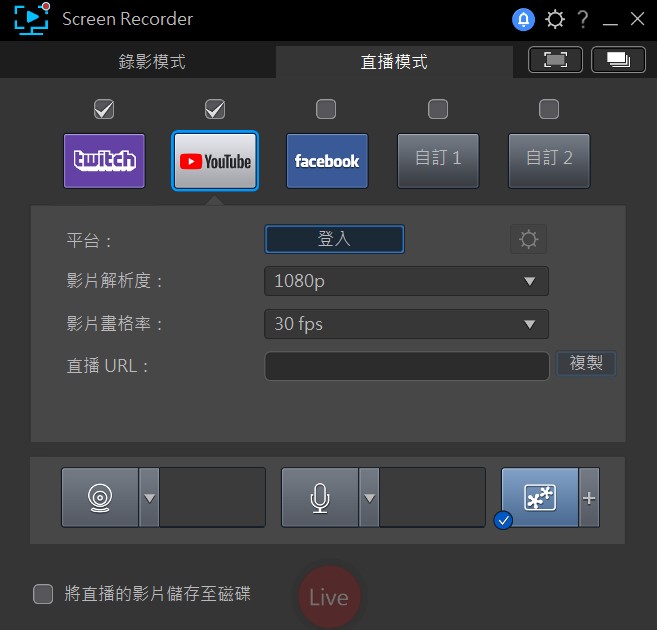 Screen Recorder
?
錄影模式 直播模式
twitch YouTube facebook 自訂 1 自訂 2
平台： 登入
影片解析度： 1080p
影片畫格率： 30 fps
直播 URL： 複製
將直播的影片儲存至磁碟 Live